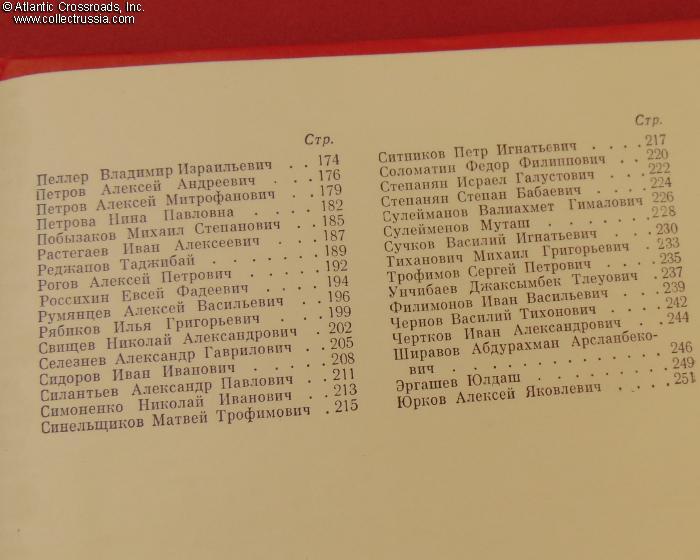 © Atlantic Crossroads, Inc.
www.collectrussia.com
Стр.
Пеллер Владимир Израильевич . . 174
Петров Алексей Андреевич . . 176
Петров Алексей Митрофанович . . 179
Петрова Нина Павловна . . . . 182
Побызаков Михаил Степанович . . 185
Растегаев Иван Алексеевич . . . 187
Реджапов Таджибай . . . . . 189
Рогов Алексей Петрович . . . . 192
Россихин Евсей Фадеевич . . . . 194
Румянцев Алексей Васильевич . . 196
Рябиков Илья Григорьевич . . . 199
Свищев Николай Александрович . 202
Селезнев Александр Гаврилович . . 205
Сидоров Иван Иванович . . . . 208
Силантьев Александр Павлович . . 211
Симоненко Николай Иванович . . 213
Синельщиков Матвей Трофимович . 215
Стр.
Ситников Петр Игнатьевич . . . . 217
Соломатин Федор Филиппович . . 220
Степанян Израел Галустович . . . 222
Степанян Степан Бабаевич . . . . 224
Сулейманов Валиахмет Гималович 226
Сулейменов Муташ . . . . . . 228
Сучков Василий Игнатьевич . . . 230
Тиханович Михаил Григорьевич . . 233
Трофимов Сергей Петрович . . . . 235
Унчибаев Джаксымбек Тлеуович . 237
Филимонов Иван Васильевич . . . 239
Чернов Василий Тихонович . . . . 242
Чертков Иван Александрович . . . 244
Ширавов Абдурахман Арсланбеко-
вич . . . . . . . . . . 246
Эргашев Юлдаш . . . . . . . 249
Юрков Алексей Яковлевич . . . . 251